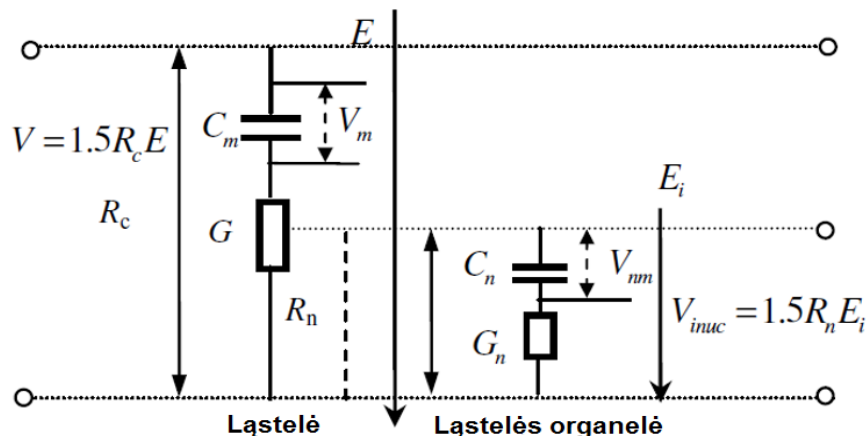 E
V = 1.5R_cE
C_m
V_m
R_c
G
E_i
C_n
V_nm
R_n
G_n
V_inuc = 1.5R_nE_i
Ląstelė
Ląstelės organelė